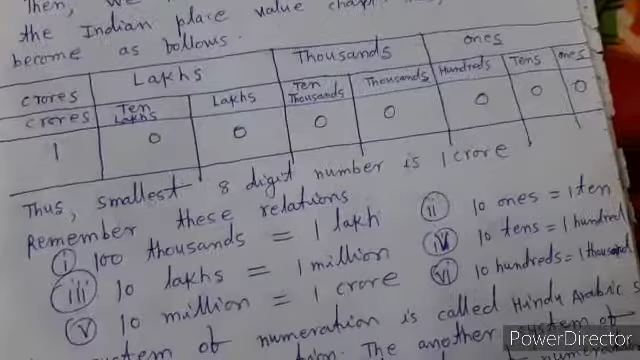 Then, we
the Indian place value chart
become as bollows.
Crores Lakhs Thousands ones
Crores Ten Lakhs Lakhs Ten Thousands Thousands Hundreds Tens ones
1 0 0 0 0 0 0 0
Thus, smallest 8 digit number is 1 crore
Remember these relations
(i) 100 thousands = 1 lakh (ii) 10 ones = 1 ten
(iii) 10 lakhs = 1 million (iv) 10 tens = 1 hundred
(v) 10 million = 1 crore (vi) 10 hundreds = 1 thousand
system of numeration is called Hindu Arabic
The another system of
numeration
PowerDirector